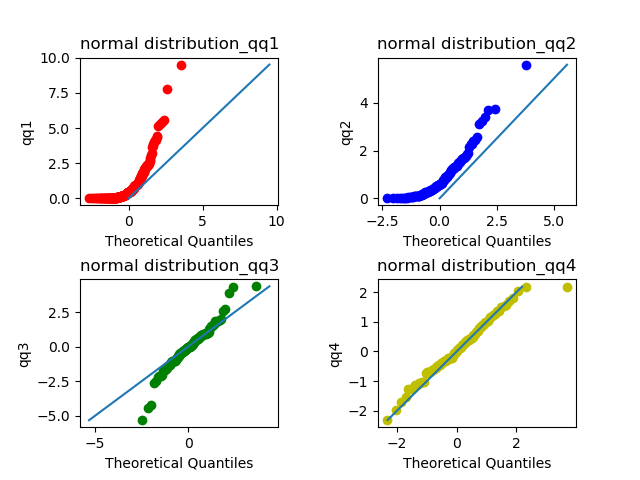 normal distribution_qq1
10.0
7.5
5.0
2.5
0.0
qq1
0
5
10
Theoretical Quantiles
normal distribution_qq2
4
2
0
qq2
−2.5
0.0
2.5
5.0
Theoretical Quantiles
normal distribution_qq3
2.5
0.0
−2.5
−5.0
qq3
−5
0
Theoretical Quantiles
normal distribution_qq4
2
1
0
−1
−2
qq4
−2
0
2
Theoretical Quantiles